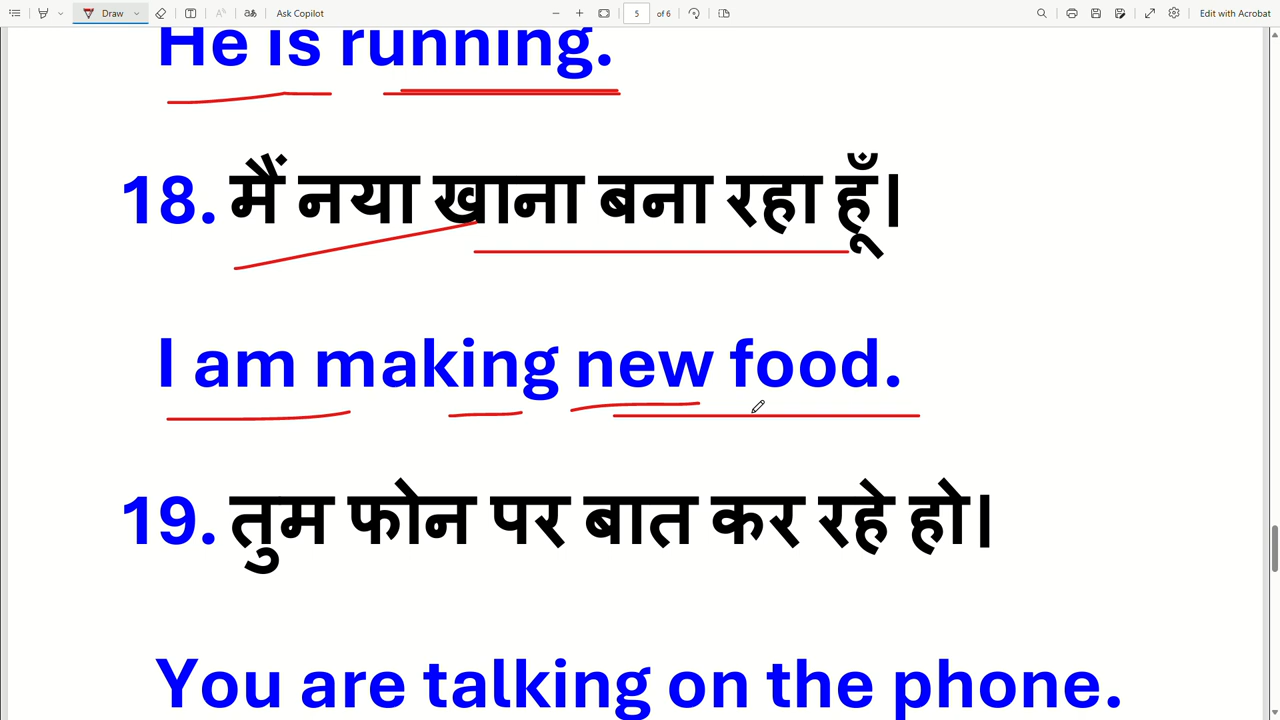 Draw
Ask Copilot
5 of 6
Edit with Acrobat
He is running.
18. मैं नया खाना बना रहा हूँ।
I am making new food.
19. तुम फोन पर बात कर रहे हो।
You are talking on the phone.